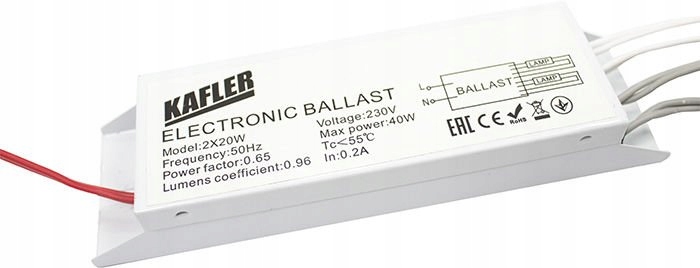 KAFLER
ELECTRONIC BALLAST
Model:2X20W
Frequency:50Hz
Power factor:0.65
Lumens coefficient:0.96
Voltage:230V
Max power:40W
Tc<55℃
In:0.2A
L
N
BALLAST
LAMP
LAMP
EAC CE RoHS